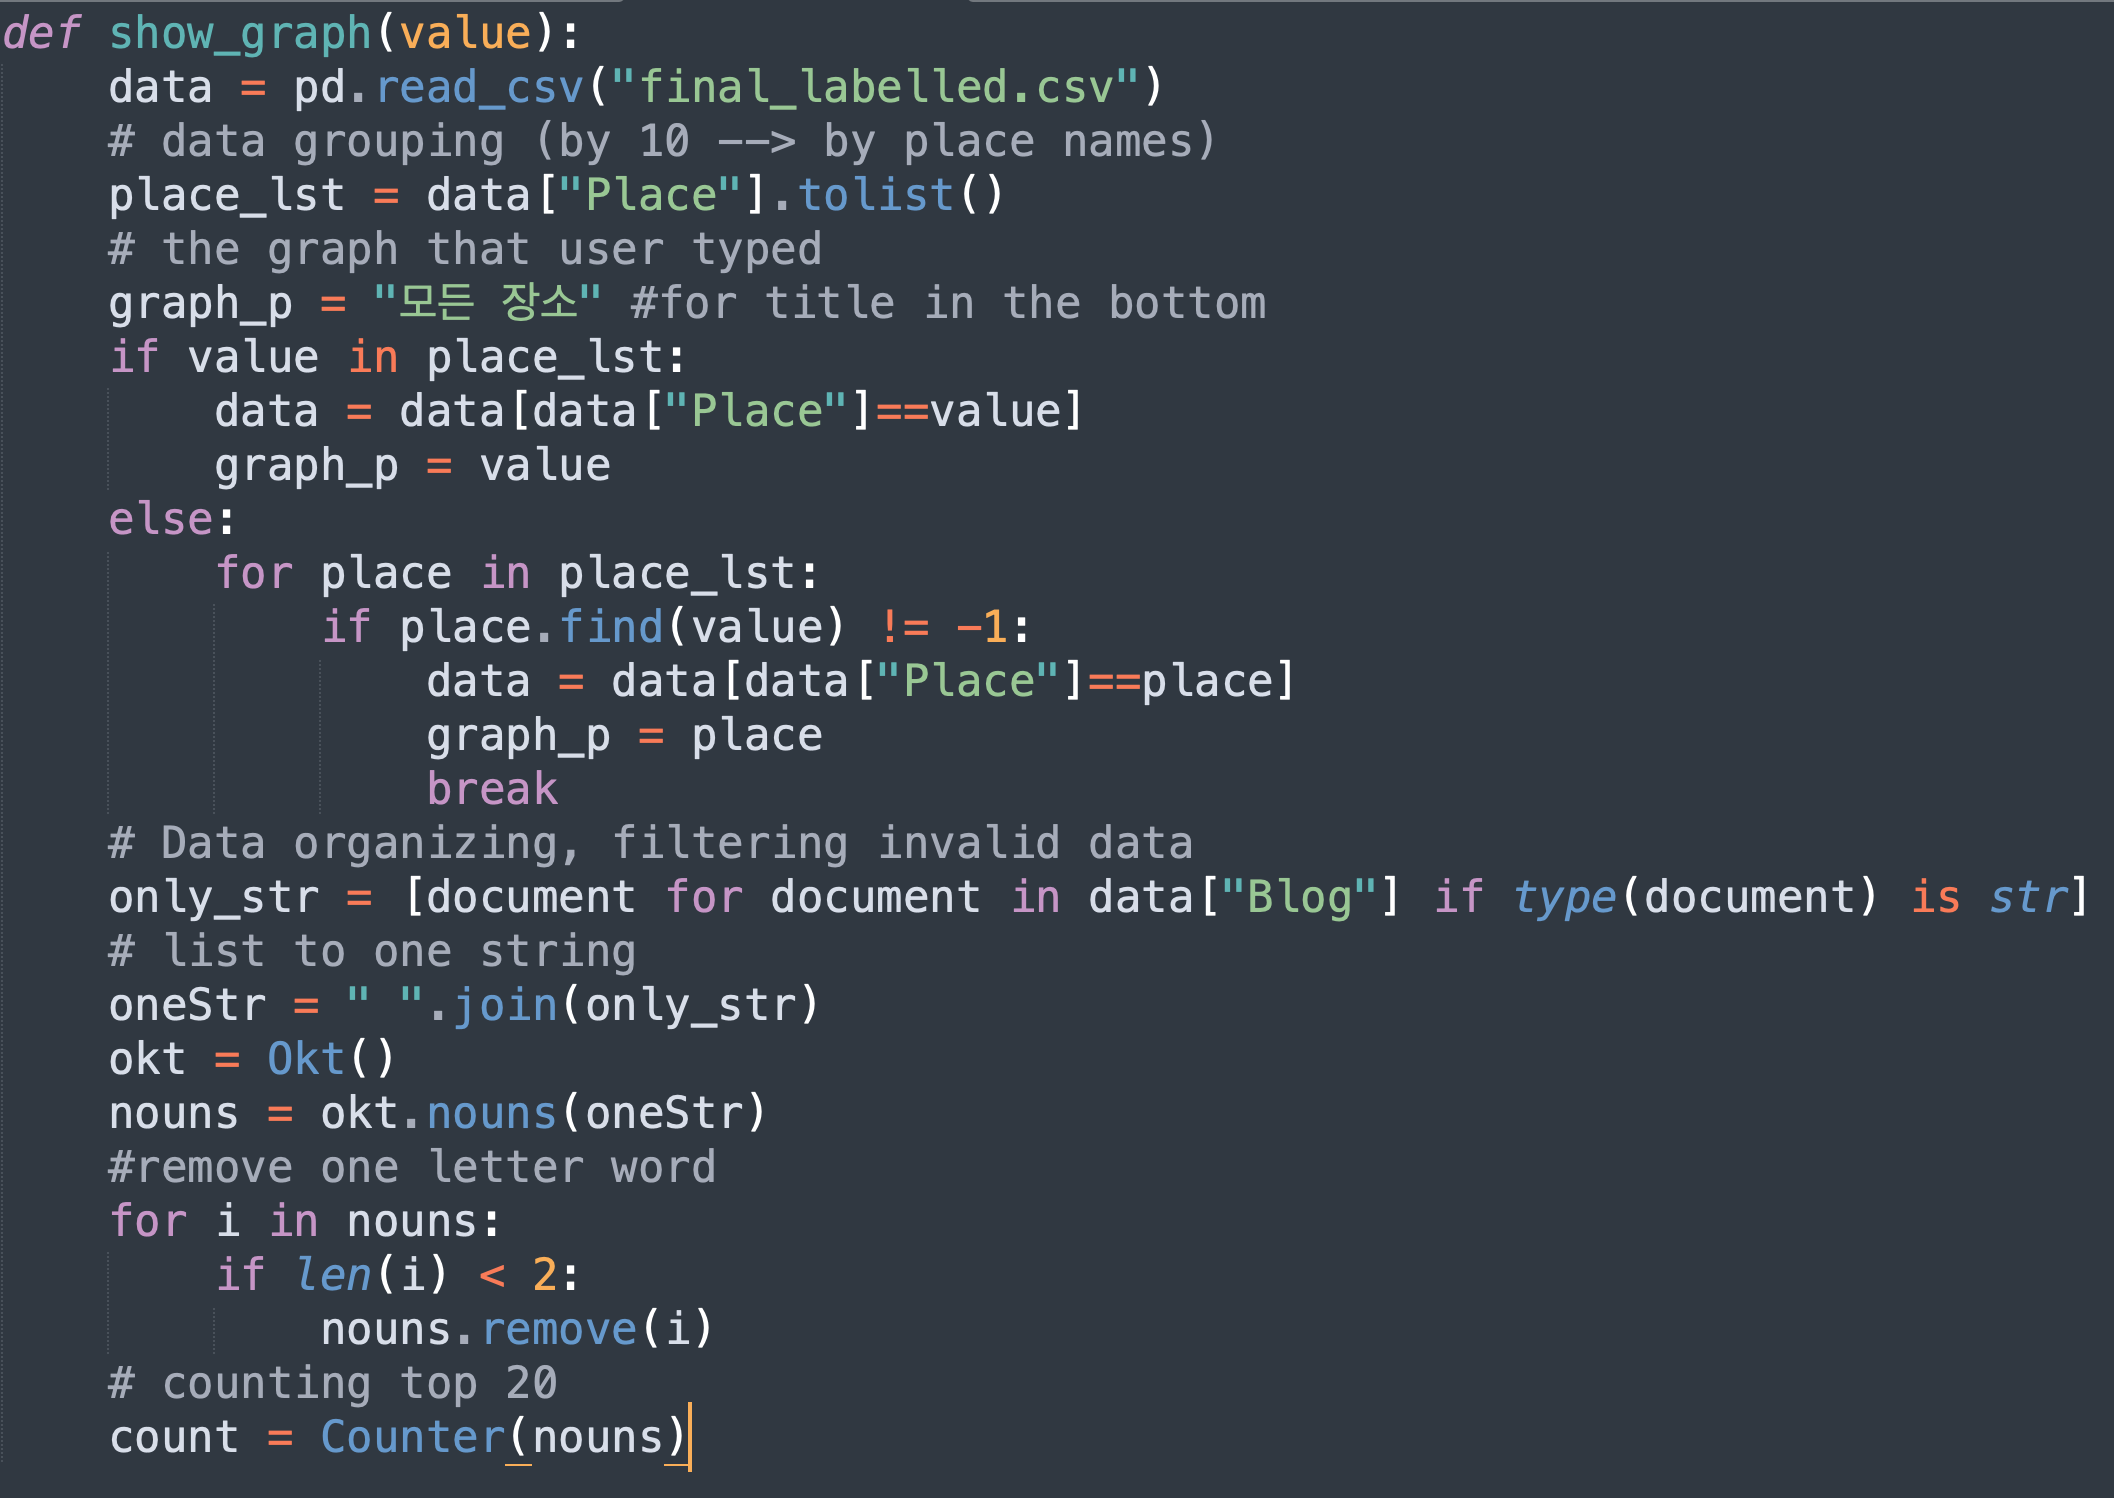 def show_graph(value):
    data = pd.read_csv("final_labelled.csv")
    # data grouping (by 10 --> by place names)
    place_lst = data["Place"].tolist()
    # the graph that user typed
    graph_p = "모든 장소" #for title in the bottom
    if value in place_lst:
        data = data[data["Place"]==value]
        graph_p = value
    else:
        for place in place_lst:
            if place.find(value) != -1:
                data = data[data["Place"]==place]
                graph_p = place
                break
    # Data organizing, filtering invalid data
    only_str = [document for document in data["Blog"] if type(document) is str]
    # list to one string
    oneStr = " ".join(only_str)
    okt = Okt()
    nouns = okt.nouns(oneStr)
    #remove one letter word
    for i in nouns:
        if len(i) < 2:
            nouns.remove(i)
    # counting top 20
    count = Counter(nouns)